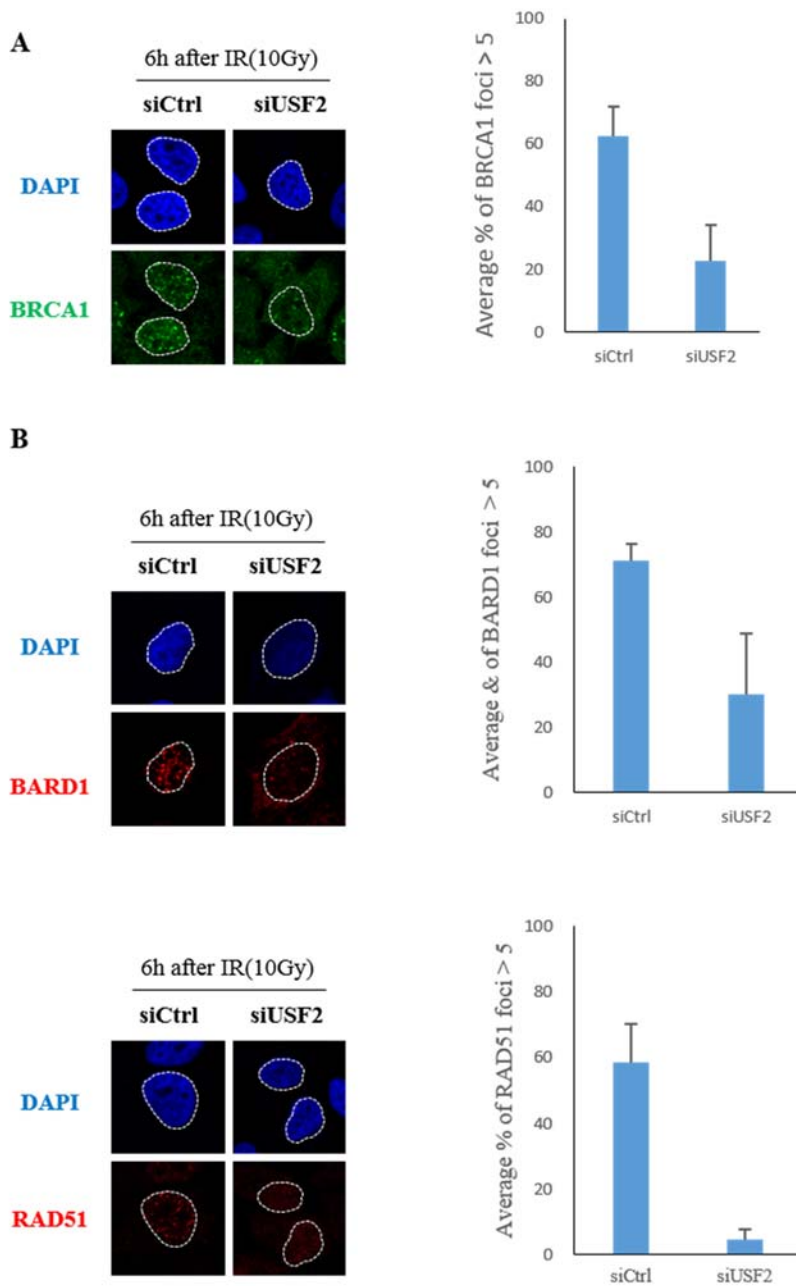 A
6h after IR(10Gy)
siCtrl siUSF2
DAPI
BRCA1
Average % of BRCA1 foci > 5
100
80
60
40
20
0
siCtrl siUSF2
B
6h after IR(10Gy)
siCtrl siUSF2
DAPI
BARD1
Average & of BARD1 foci > 5
100
80
60
40
20
0
siCtrl siUSF2
6h after IR(10Gy)
siCtrl siUSF2
DAPI
RAD51
Average % of RAD51 foci > 5
100
80
60
40
20
0
siCtrl siUSF2